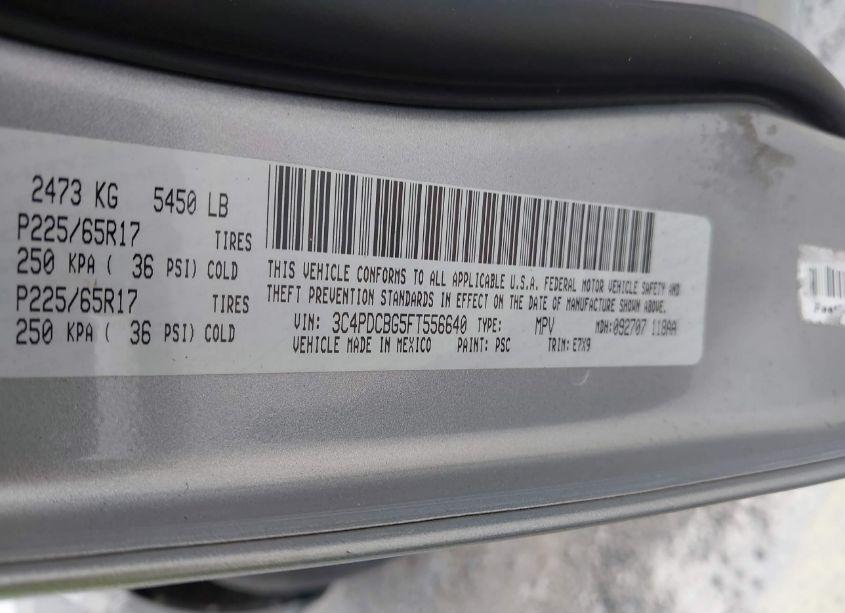 2473 KG 5450 LB
P225/65R17 TIRES
250 KPA ( 36 PSI) COLD
P225/65R17 TIRES
250 KPA ( 36 PSI) COLD
THIS VEHICLE CONFORMS TO ALL APPLICABLE U.S.A. FEDERAL MOTOR VEHICLE SAFETY AND
THEFT PREVENTION STANDARDS IN EFFECT ON THE DATE OF MANUFACTURE SHOWN ABOVE.
VIN: 3C4PDCBG5FT556640 TYPE: MPV MDH: 092707 118AA
VEHICLE MADE IN MEXICO PAINT: PSC TRIM: E7X9